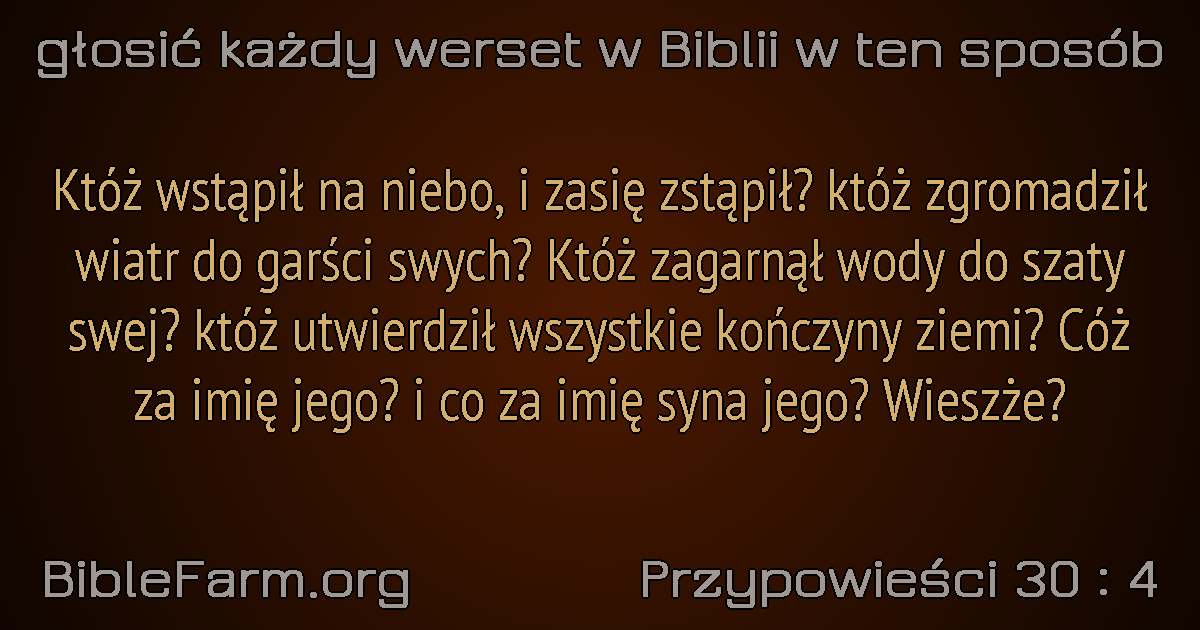 głosić każdy werset w Biblii w ten sposób
Któż wstąpił na niebo, i zasię zstąpił? któż zgromadził
wiatr do garści swych? Któż zagarnął wody do szaty
swej? któż utwierdził wszystkie kończyny ziemi? Cóż
za imię jego? i co za imię syna jego? Wieszże?
BibleFarm.org
Przypowieści 30 : 4